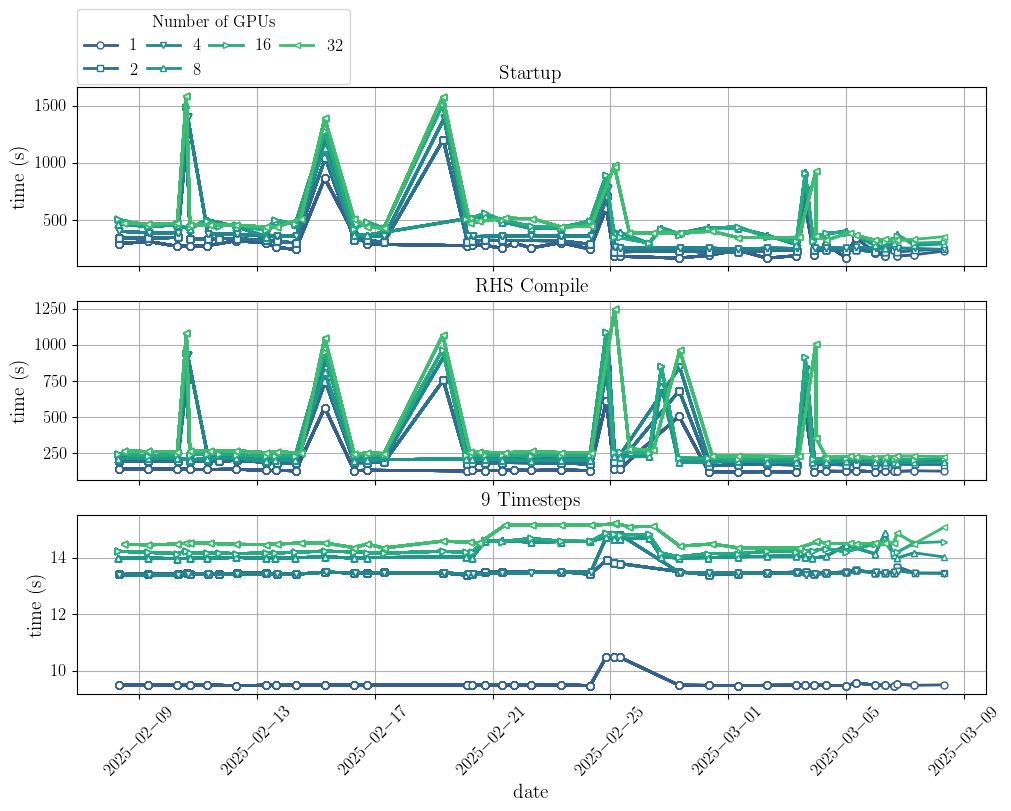 Number of GPUs
1 4 16 32
2 8
Startup
1500
1000
500
time (s)
RHS Compile
1250
1000
750
500
250
time (s)
9 Timesteps
14
12
10
time (s)
2025−02−09 2025−02−13 2025−02−17 2025−02−21 2025−02−25 2025−03−01 2025−03−05 2025−03−09
date